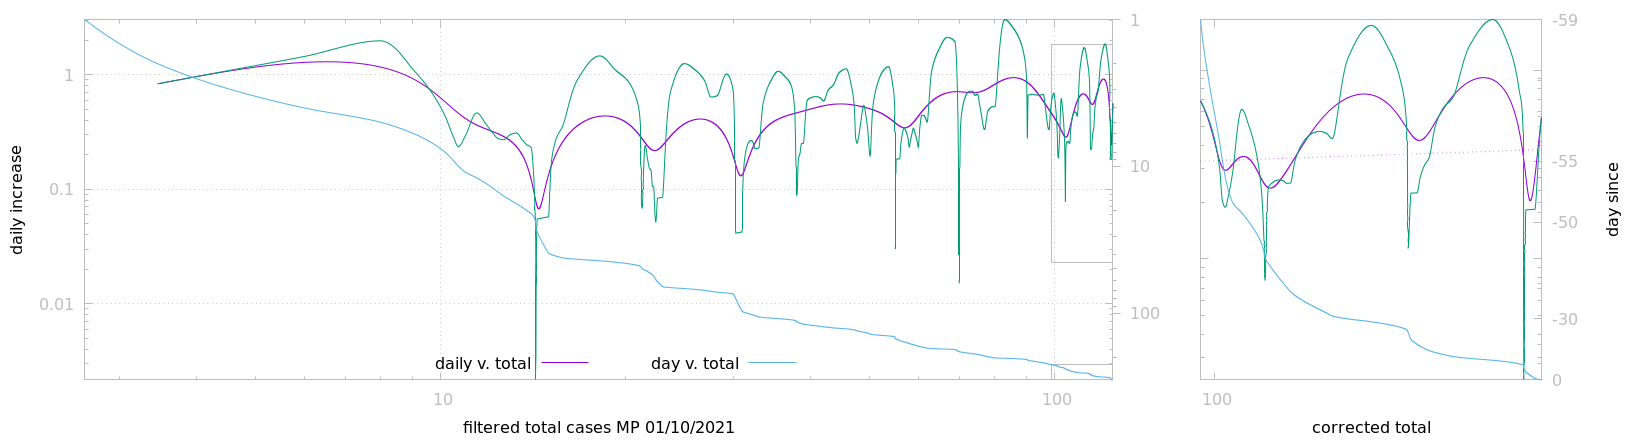 1
-59
1
daily increase
10
-55
0.1
-50
day since
0.01
100
-30
daily v. total
day v. total
0
10
100
100
filtered total cases MP 01/10/2021
corrected total